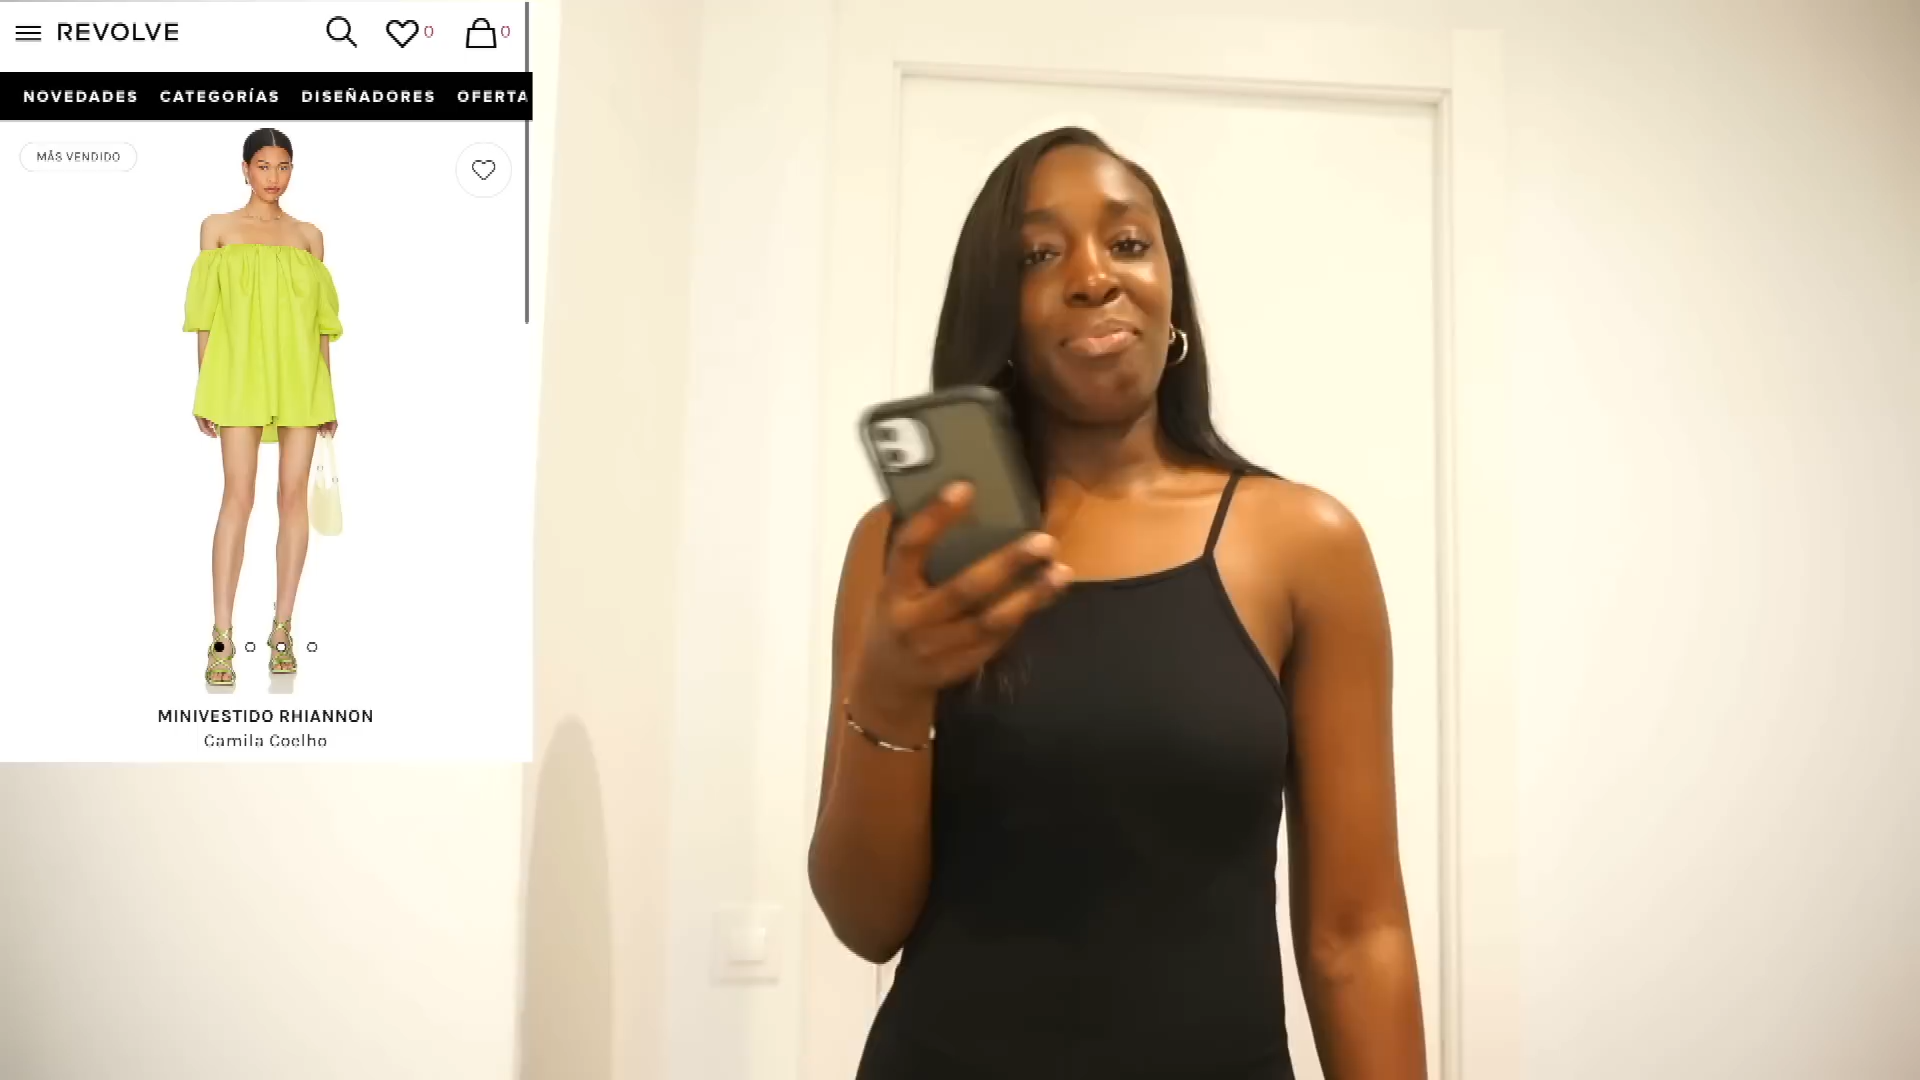 REVOLVE
0
0
NOVEDADES CATEGORÍAS DISEÑADORES OFERTA
MÁS VENDIDO
MINIVESTIDO RHIANNON
Camila Coelho